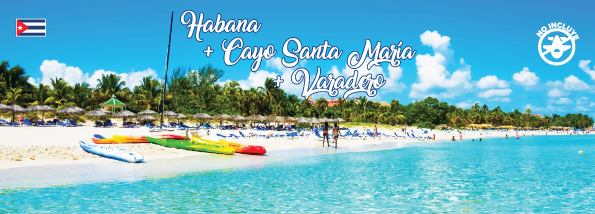 Habana
+ Cayo Santa María
+ Varadero
NO INCLUYE